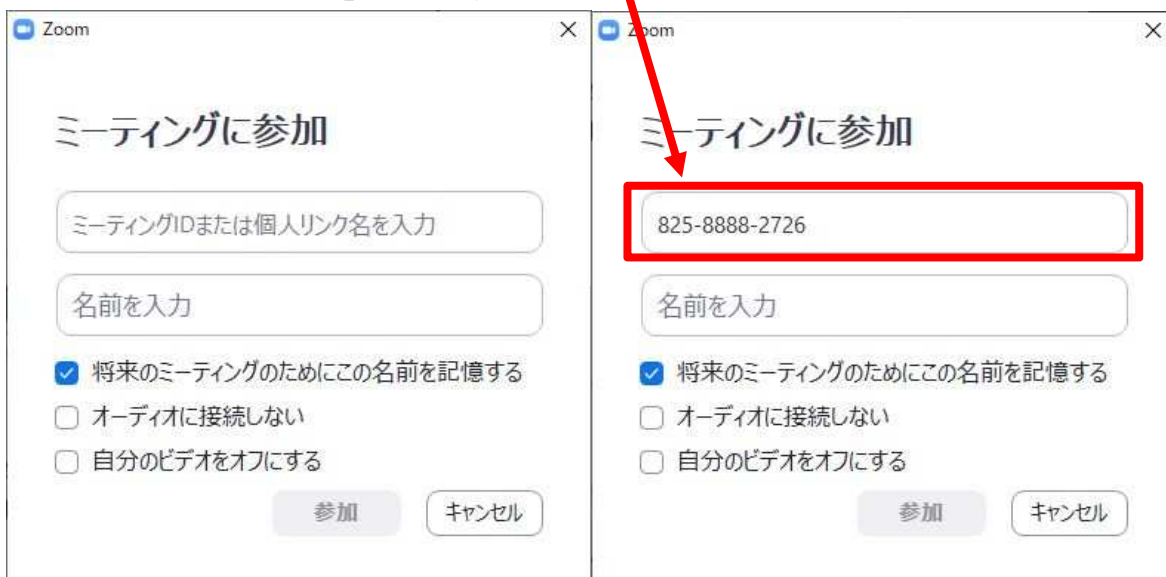 Zoom
ミーティングに参加
ミーティングIDまたは個人リンク名を入力
名前を入力
将来のミーティングのためにこの名前を記憶する
オーディオに接続しない
自分のビデオをオフにする
参加
キャンセル
Zoom
ミーティングに参加
825-8888-2726
名前を入力
将来のミーティングのためにこの名前を記憶する
オーディオに接続しない
自分のビデオをオフにする
参加
キャンセル